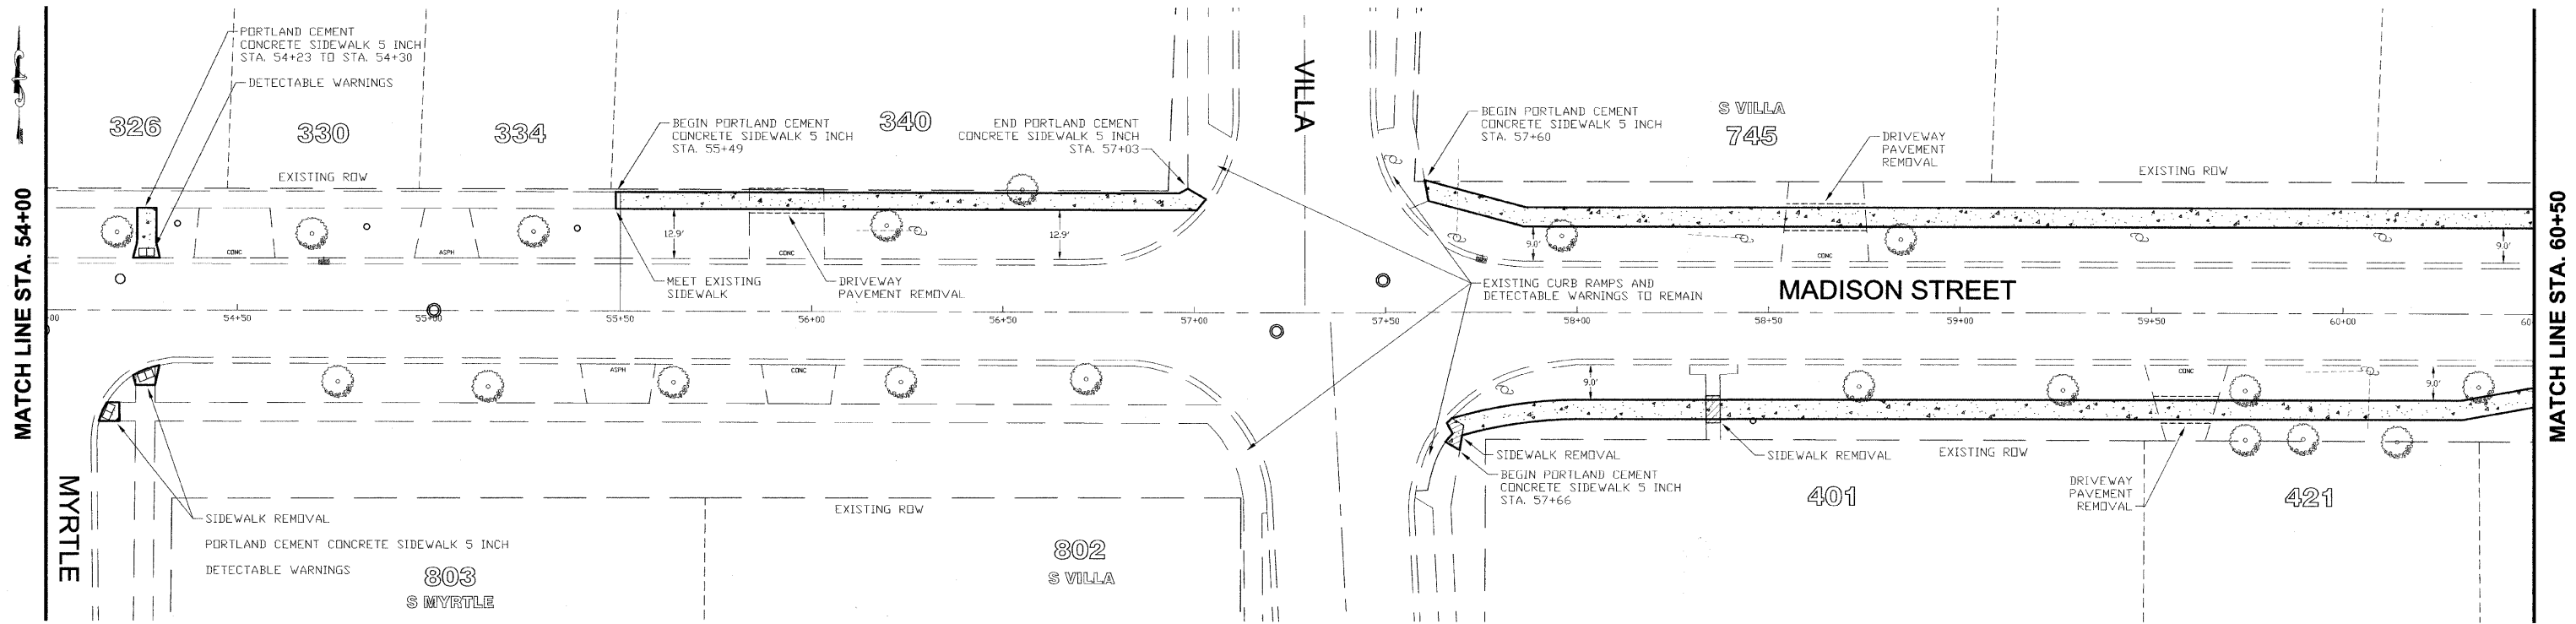 MATCH LINE STA. 54+00
PORTLAND CEMENT
CONCRETE SIDEWALK 5 INCH
STA. 54+23 TO STA. 54+30
DETECTABLE WARNINGS
326
330
334
EXISTING ROW
BEGIN PORTLAND CEMENT
CONCRETE SIDEWALK 5 INCH
STA. 55+49
340
END PORTLAND CEMENT
CONCRETE SIDEWALK 5 INCH
STA. 57+03
VILLA
BEGIN PORTLAND CEMENT
CONCRETE SIDEWALK 5 INCH
STA. 57+60
S VILLA
745
DRIVEWAY
PAVEMENT
REMOVAL
EXISTING ROW
MATCH LINE STA. 60+50
CONC
ASPH
12.9'
CONC
12.9'
9.0'
CONC
9.0'
MEET EXISTING
SIDEWALK
DRIVEWAY
PAVEMENT REMOVAL
EXISTING CURB RAMPS AND
DETECTABLE WARNINGS TO REMAIN
MADISON STREET
00
54+50
55+00
55+50
56+00
56+50
57+00
57+50
58+00
58+50
59+00
59+50
60+00
60
ASPH
CONC
9.0'
CONC
9.0'
SIDEWALK REMOVAL
BEGIN PORTLAND CEMENT
CONCRETE SIDEWALK 5 INCH
STA. 57+66
SIDEWALK REMOVAL
EXISTING ROW
401
DRIVEWAY
PAVEMENT
REMOVAL
421
MYRTLE
SIDEWALK REMOVAL
PORTLAND CEMENT CONCRETE SIDEWALK 5 INCH
DETECTABLE WARNINGS
803
S MYRTLE
EXISTING ROW
802
S VILLA